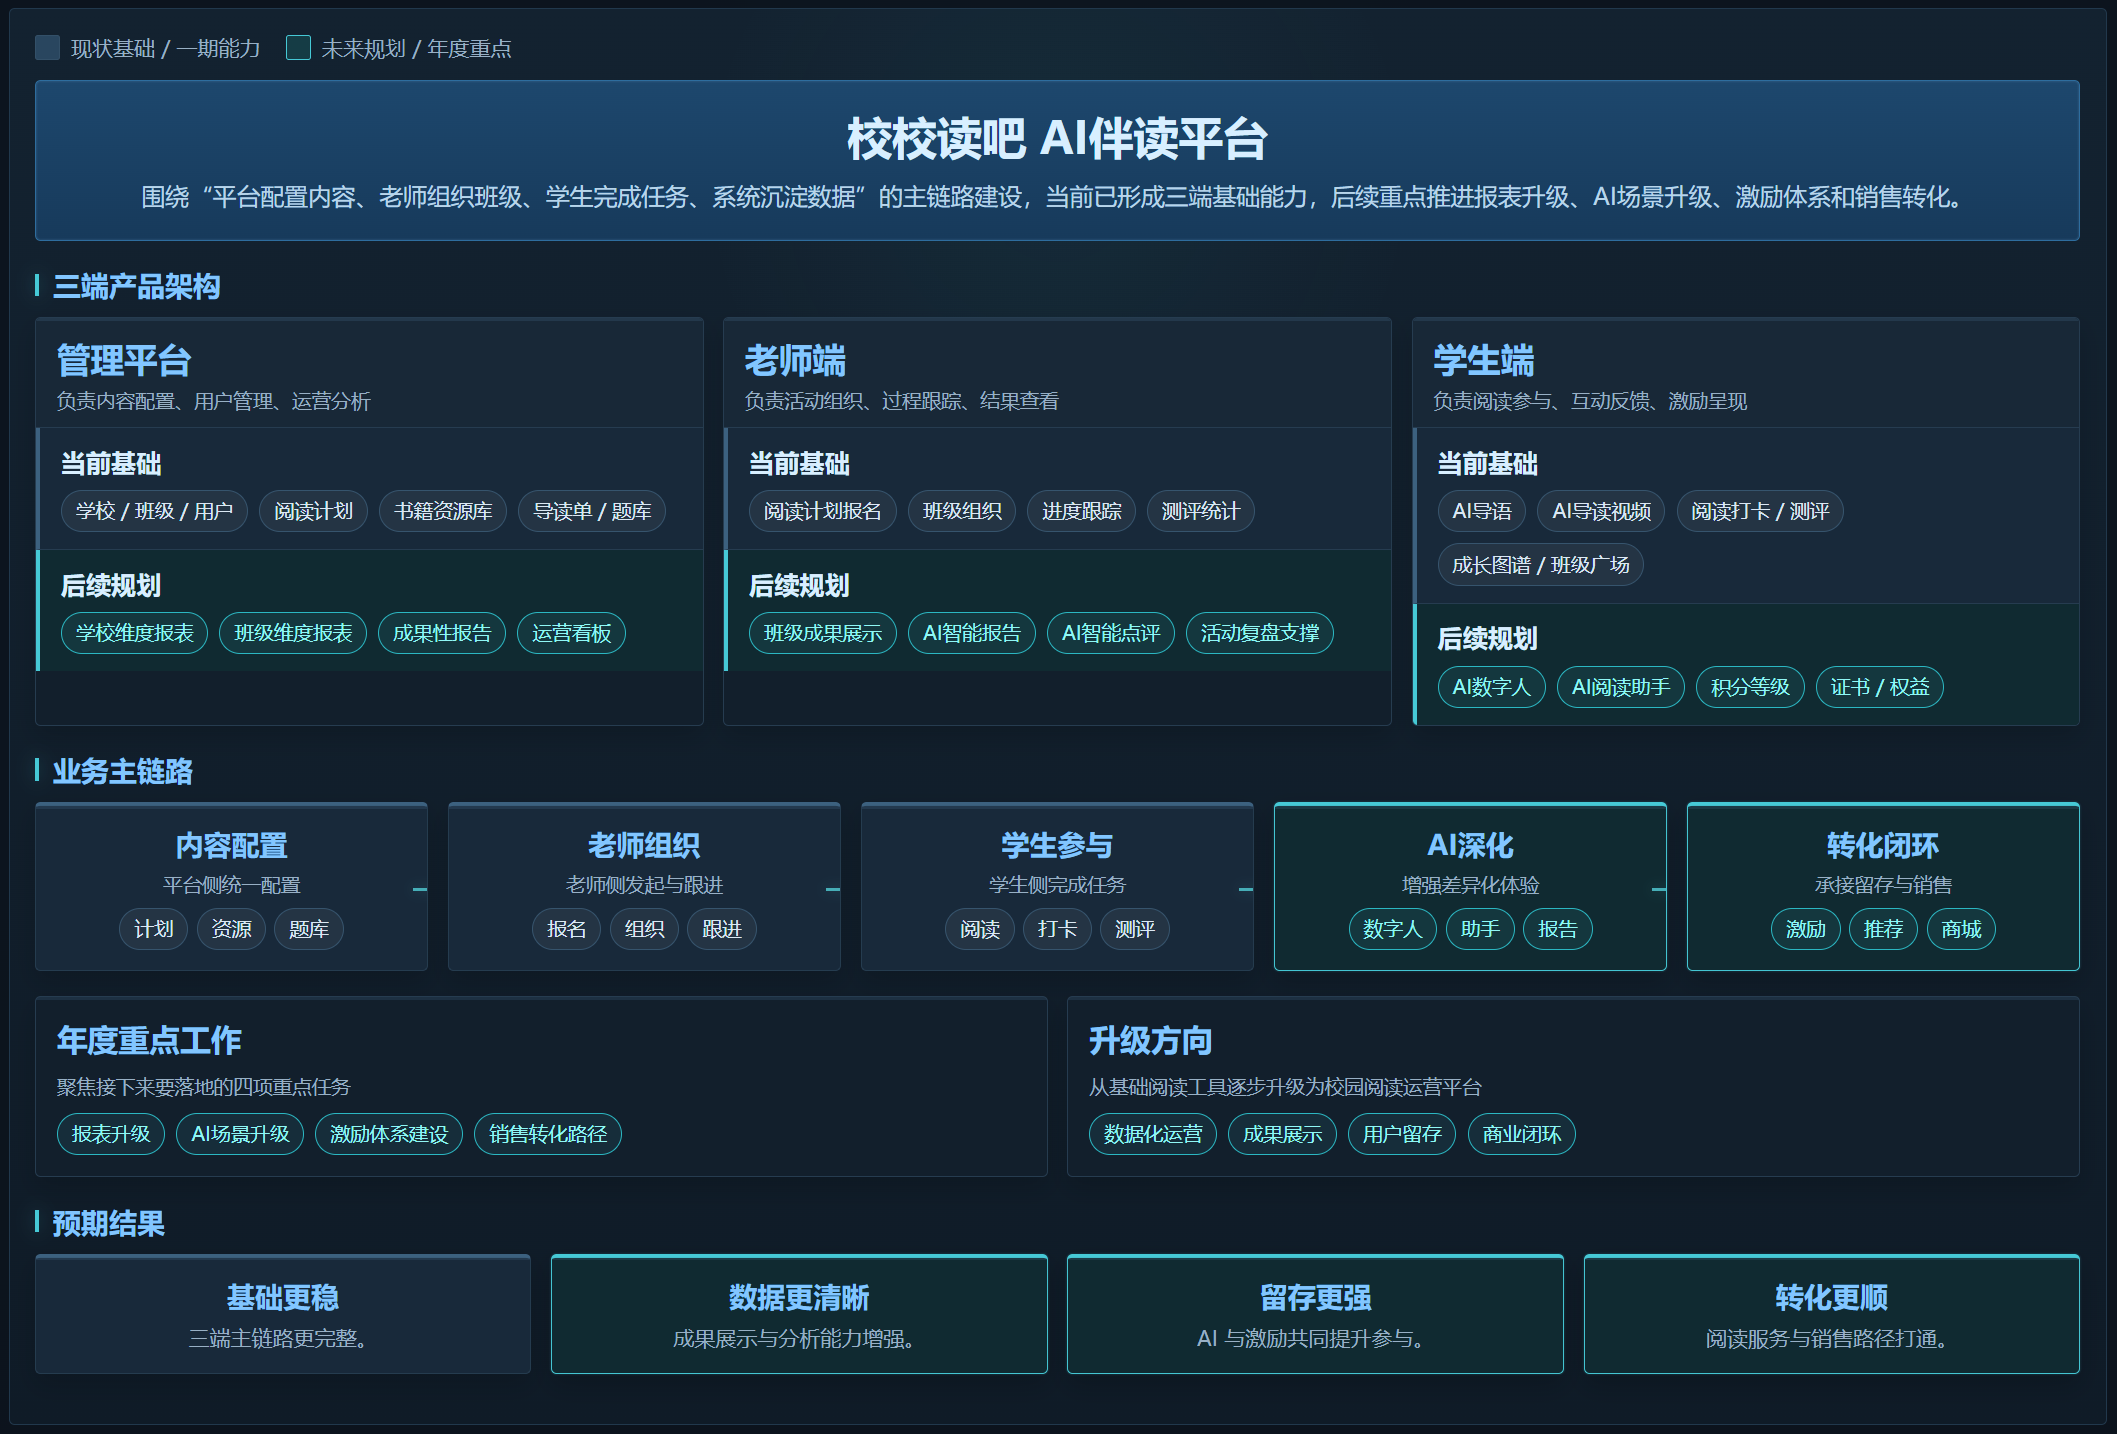 现状基础 / 一期能力
未来规划 / 年度重点
校校读吧 AI伴读平台
围绕“平台配置内容、老师组织班级、学生完成任务、系统沉淀数据”的主链路建设，当前已形成三端基础能力，后续重点推进报表升级、AI场景升级、激励体系和销售转化。
三端产品架构
管理平台
负责内容配置、用户管理、运营分析
当前基础
学校 / 班级 / 用户
阅读计划
书籍资源库
导读单 / 题库
后续规划
学校维度报表
班级维度报表
成果性报告
运营看板
老师端
负责活动组织、过程跟踪、结果查看
当前基础
阅读计划报名
班级组织
进度跟踪
测评统计
后续规划
班级成果展示
AI智能报告
AI智能点评
活动复盘支撑
学生端
负责阅读参与、互动反馈、激励呈现
当前基础
AI导语
AI导读视频
阅读打卡 / 测评
成长图谱 / 班级广场
后续规划
AI数字人
AI阅读助手
积分等级
证书 / 权益
业务主链路
内容配置
平台侧统一配置
计划
资源
题库
老师组织
老师侧发起与跟进
报名
组织
跟进
学生参与
学生侧完成任务
阅读
打卡
测评
AI深化
增强差异化体验
数字人
助手
报告
转化闭环
承接留存与销售
激励
推荐
商城
年度重点工作
聚焦接下来要落地的四项重点任务
报表升级
AI场景升级
激励体系建设
销售转化路径
升级方向
从基础阅读工具逐步升级为校园阅读运营平台
数据化运营
成果展示
用户留存
商业闭环
预期结果
基础更稳
三端主链路更完整。
数据更清晰
成果展示与分析能力增强。
留存更强
AI 与激励共同提升参与。
转化更顺
阅读服务与销售路径打通。